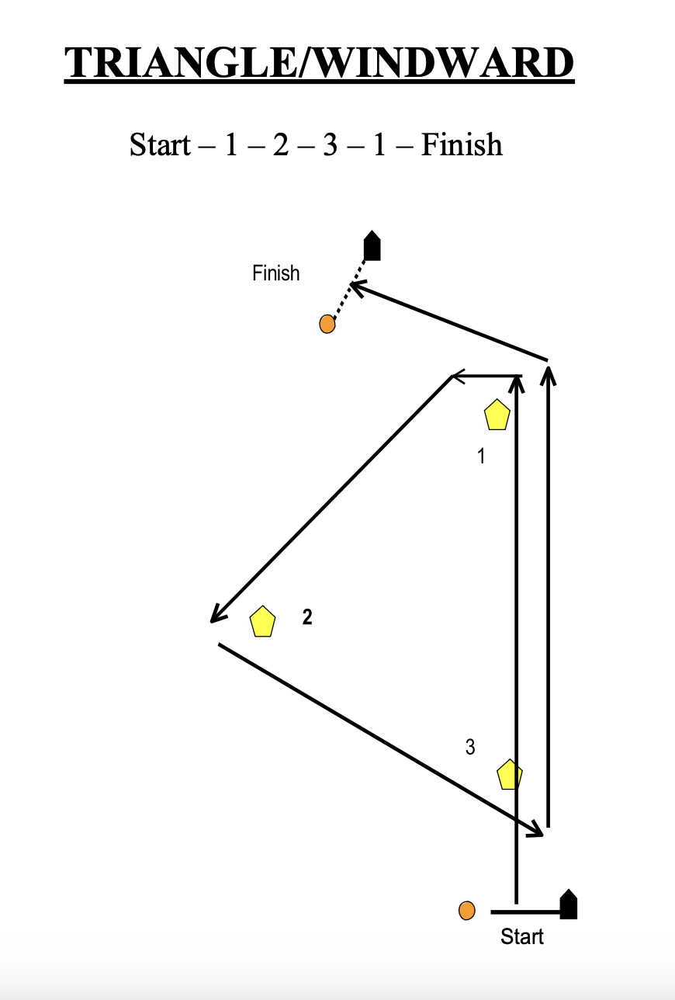 TRIANGLE/WINDWARD
Start – 1 – 2 – 3 – 1 – Finish
Finish
1
2
3
Start